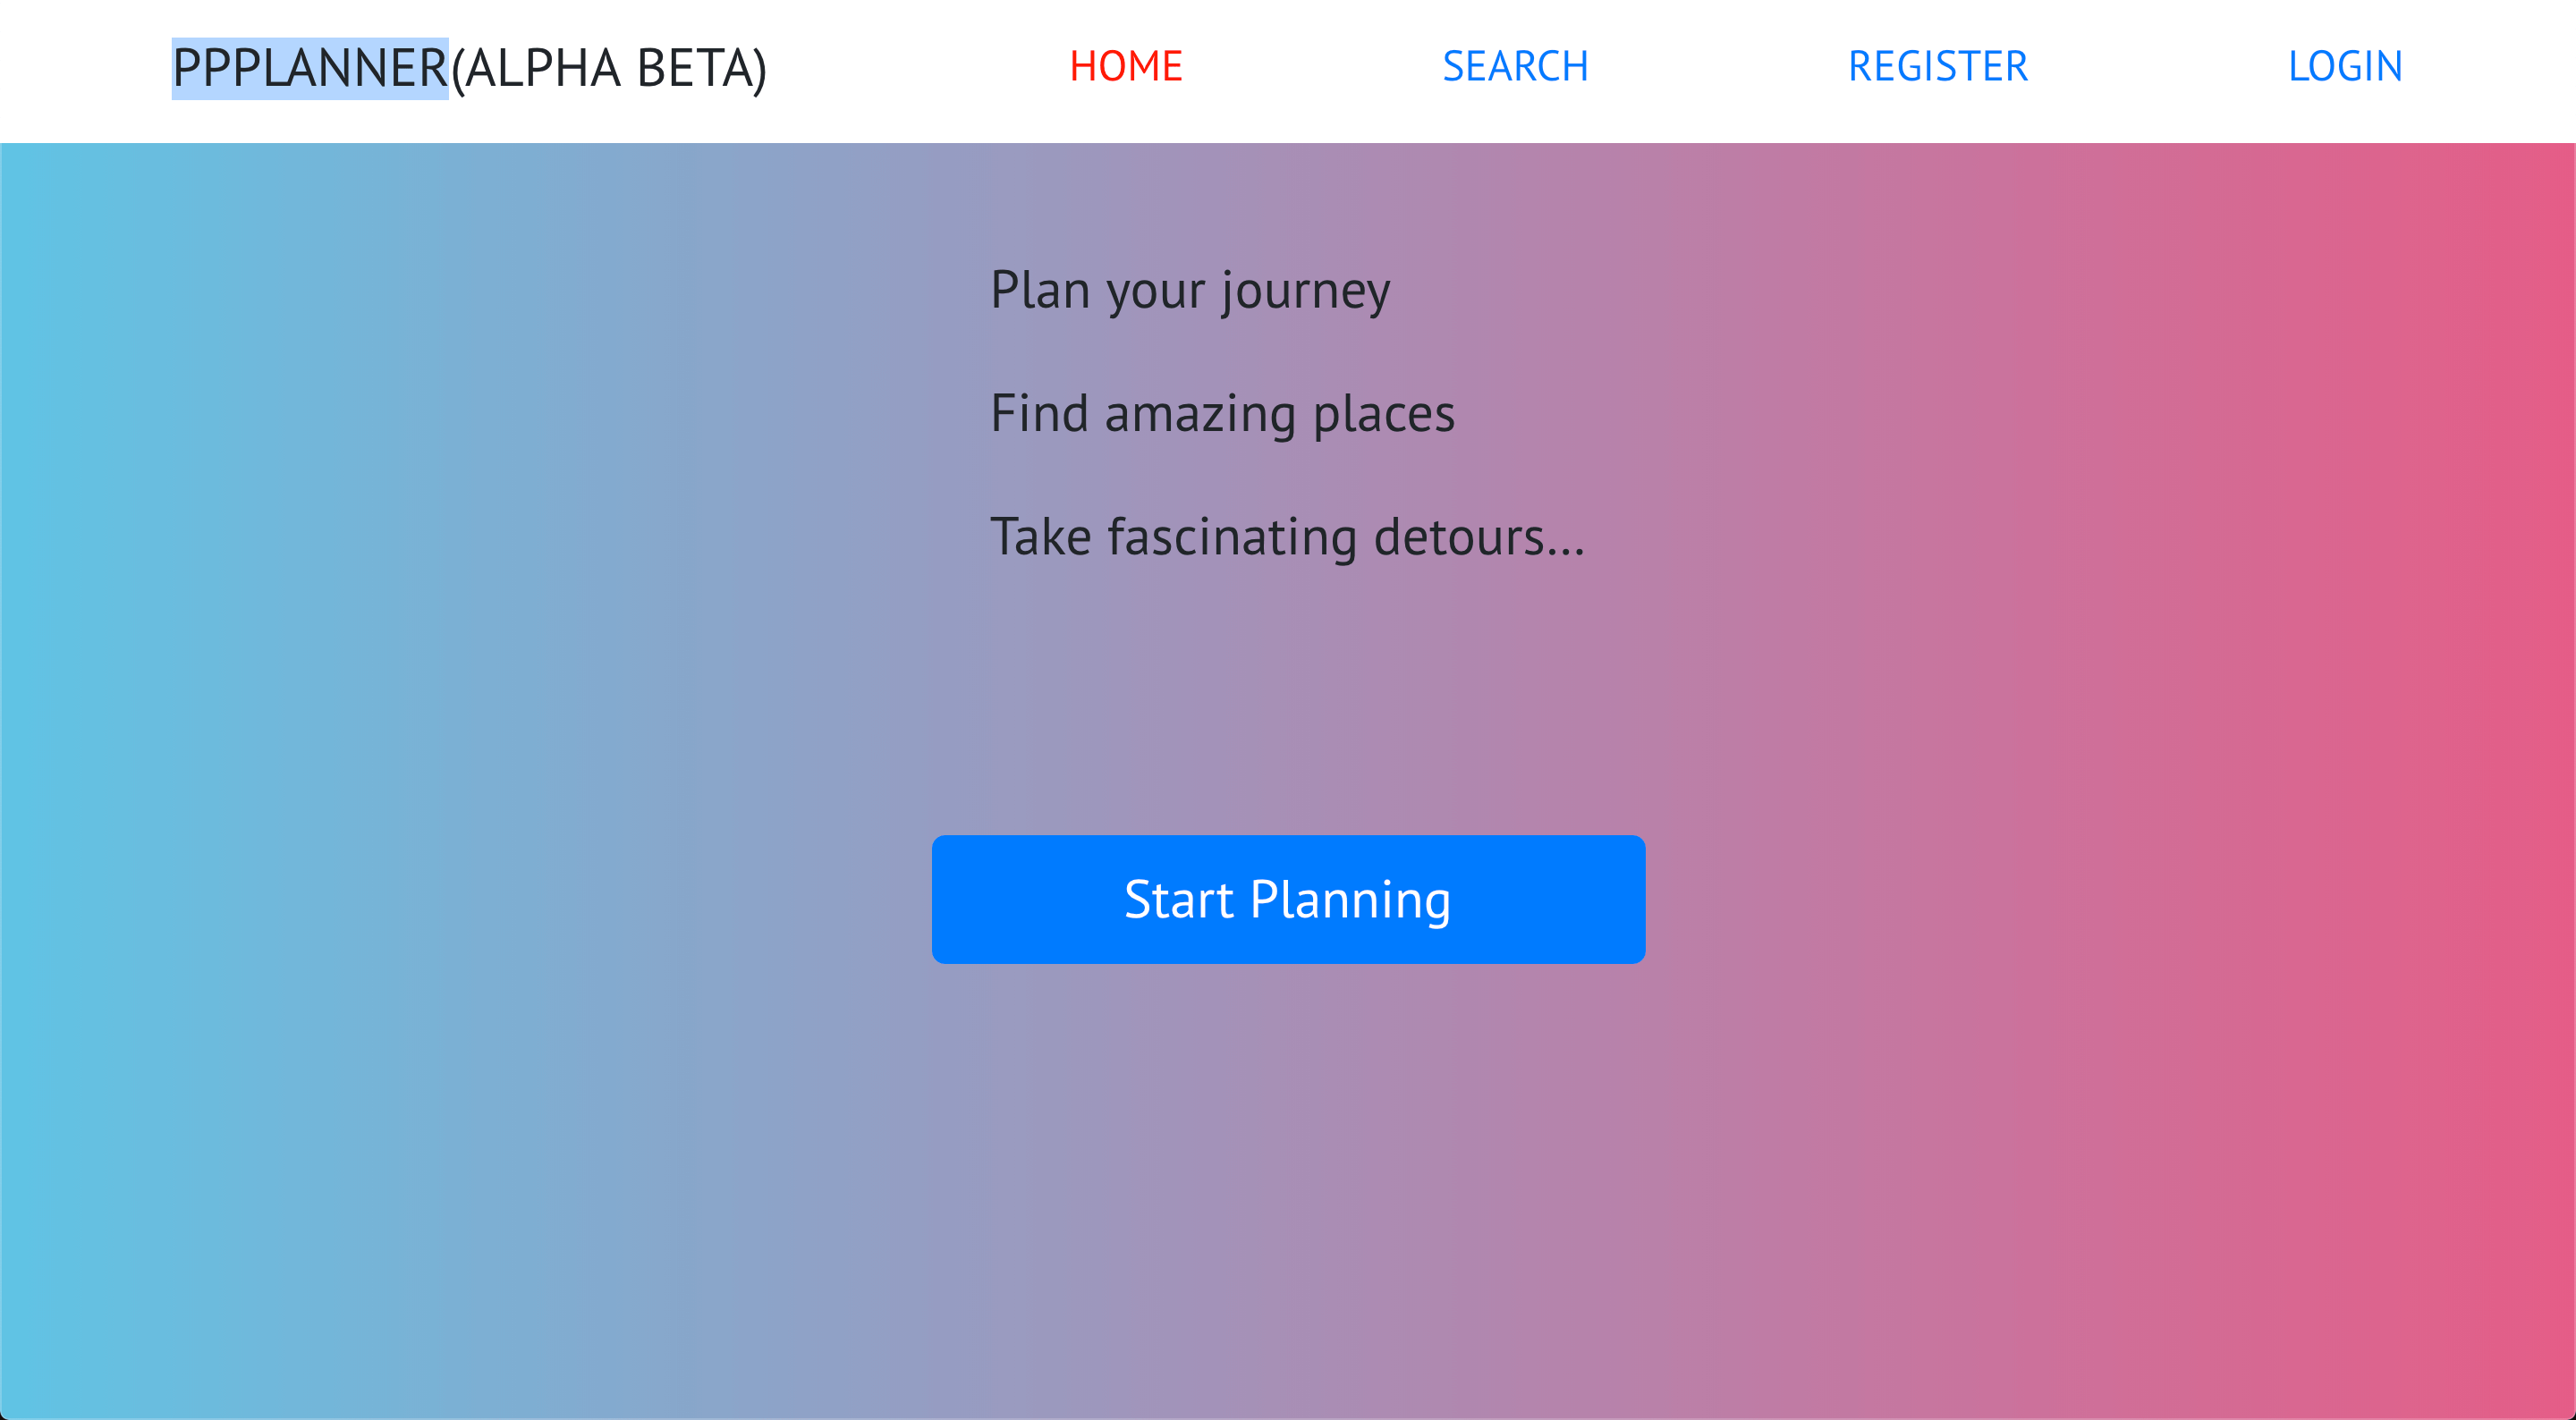 PPPLANNER(ALPHA BETA) HOME SEARCH REGISTER LOGIN
Plan your journey
Find amazing places
Take fascinating detours...
Start Planning